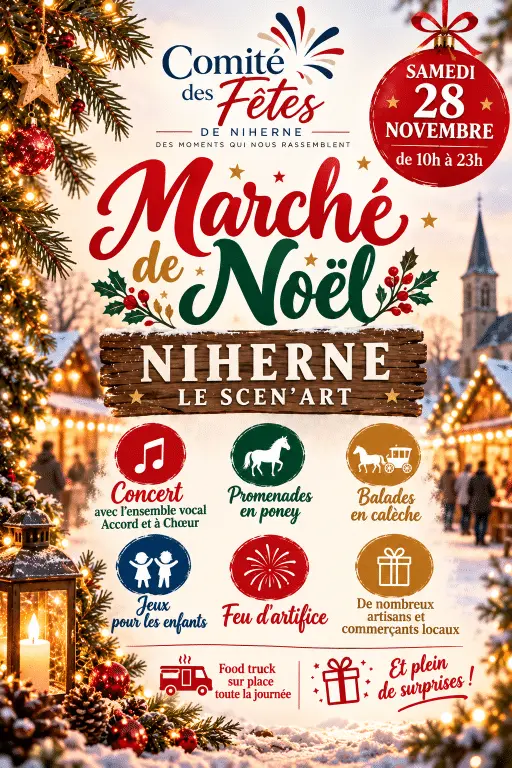 Comité
des Fêtes
DE NIHERNE
DES MOMENTS QUI NOUS RASSEMBLENT
SAMEDI
28
NOVEMBRE
de 10h à 23h
Marché
de Noël
NIHERNE
LE SCEN'ART
Concert
avec l'ensemble vocal
Accord et à Chœur
Promenades
en poney
Balades
en calèche
Jeux
pour les enfants
Feu d'artifice
De nombreux
artisans et
commerçants locaux
Food truck
sur place
toute la journée
Et plein
de surprises !